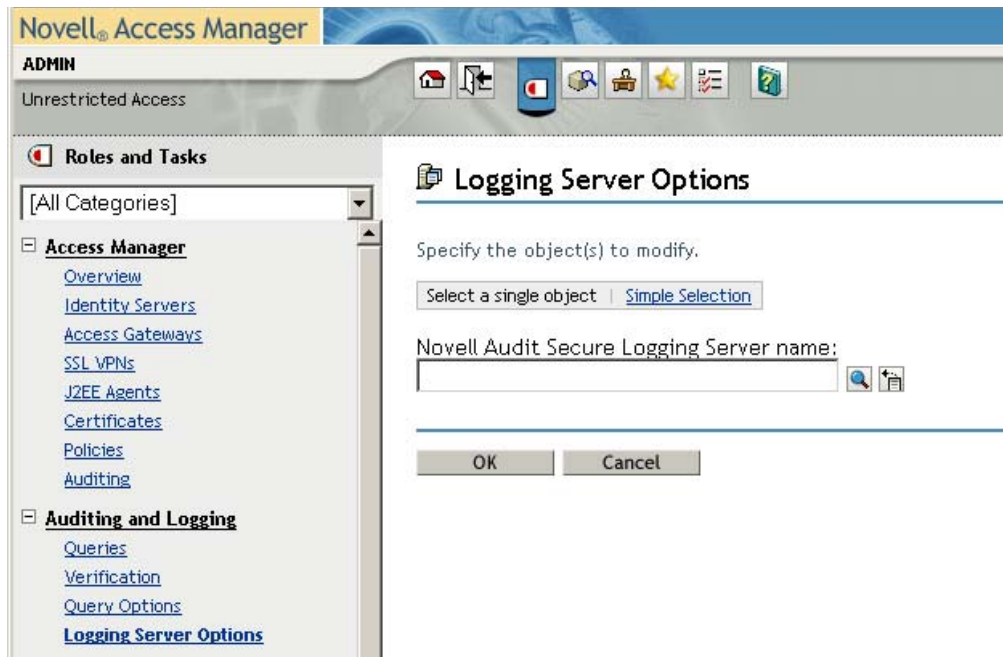 Novell® Access Manager
ADMIN
Unrestricted Access
Roles and Tasks
[All Categories]
Access Manager
Overview
Identity Servers
Access Gateways
SSL VPNs
J2EE Agents
Certificates
Policies
Auditing
Auditing and Logging
Queries
Verification
Query Options
Logging Server Options
Logging Server Options
Specify the object(s) to modify.
Select a single object | Simple Selection
Novell Audit Secure Logging Server name:
OK Cancel